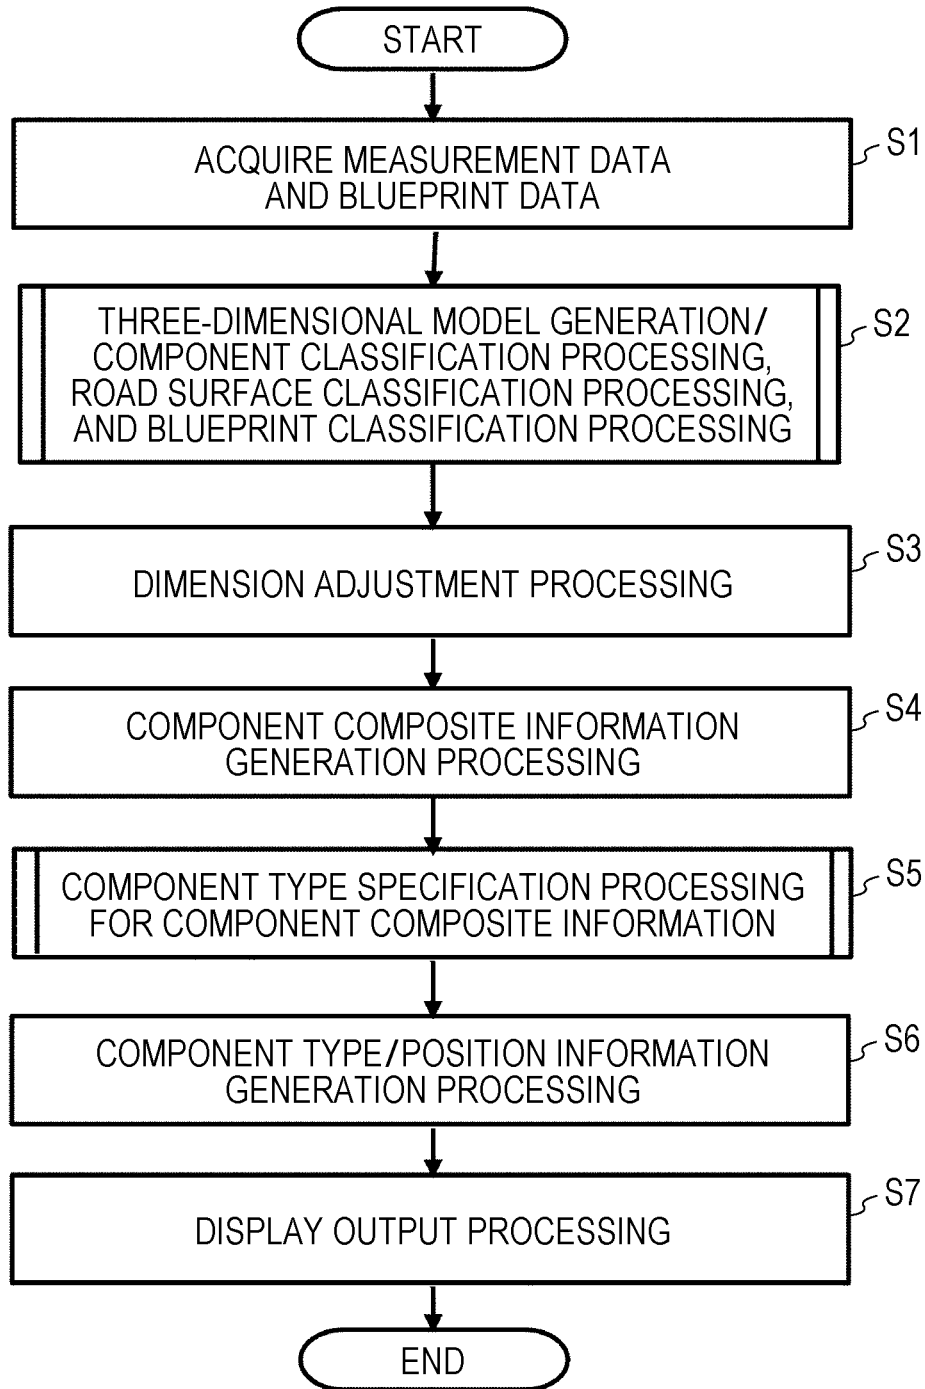 START
ACQUIRE MEASUREMENT DATA
AND BLUEPRINT DATA
S1
THREE-DIMENSIONAL MODEL GENERATION/
COMPONENT CLASSIFICATION PROCESSING,
ROAD SURFACE CLASSIFICATION PROCESSING,
AND BLUEPRINT CLASSIFICATION PROCESSING
S2
DIMENSION ADJUSTMENT PROCESSING
S3
COMPONENT COMPOSITE INFORMATION
GENERATION PROCESSING
S4
COMPONENT TYPE SPECIFICATION PROCESSING
FOR COMPONENT COMPOSITE INFORMATION
S5
COMPONENT TYPE/POSITION INFORMATION
GENERATION PROCESSING
S6
DISPLAY OUTPUT PROCESSING
S7
END